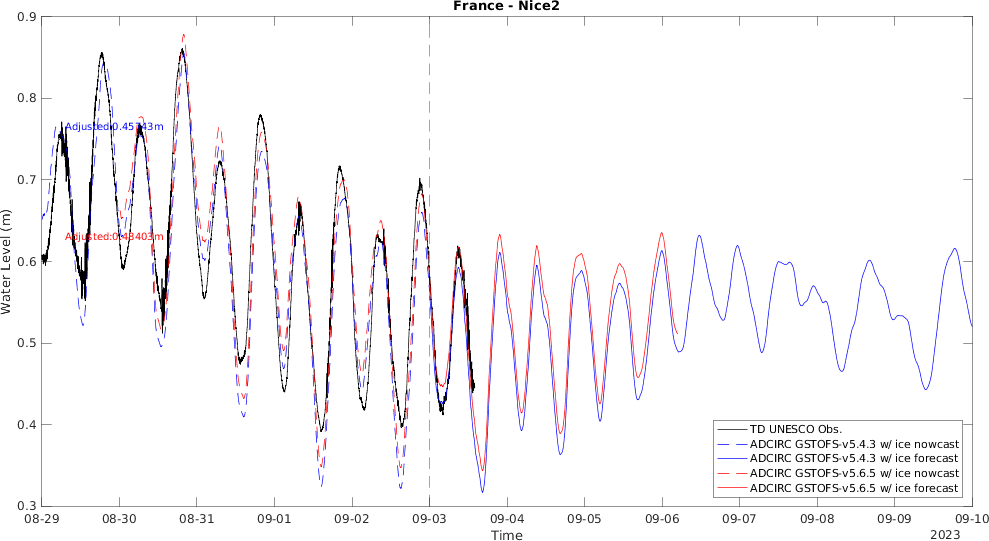 France - Nice2
0.9
0.8
0.7
0.6
0.5
0.4
0.3
Water Level (m)
Adjusted:0.45743m
Adjusted:0.43403m
TD UNESCO Obs.
ADCIRC GSTOFS-v5.4.3 w/ ice nowcast
ADCIRC GSTOFS-v5.4.3 w/ ice forecast
ADCIRC GSTOFS-v5.6.5 w/ ice nowcast
ADCIRC GSTOFS-v5.6.5 w/ ice forecast
08-29 08-30 08-31 09-01 09-02 09-03 09-04 09-05 09-06 09-07 09-08 09-09 09-10
Time
2023